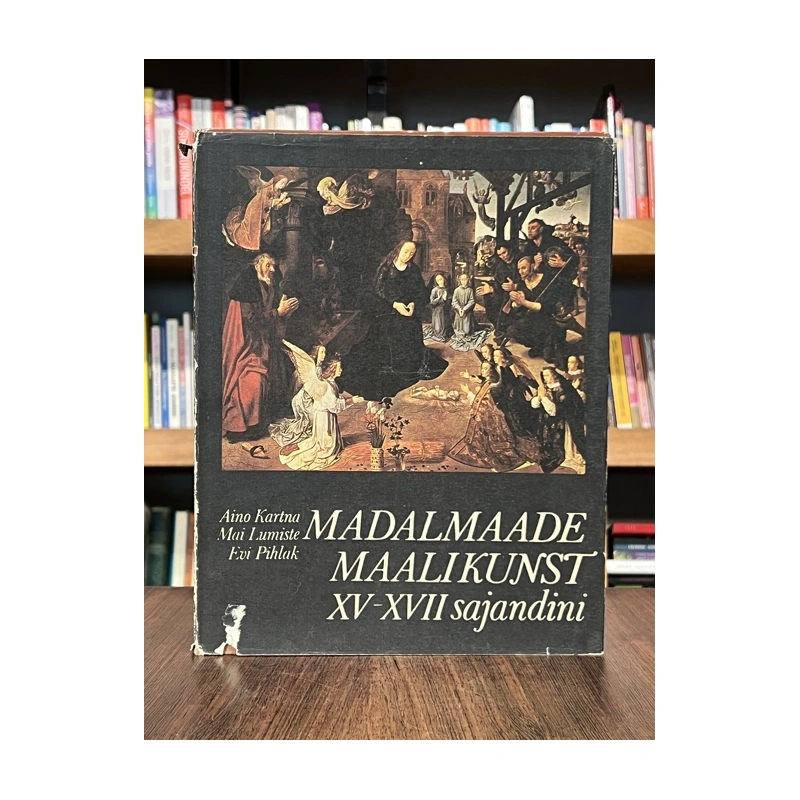 Aino Kartna
Mai Lumiste
Evi Pihlak
MADALMAADE
MAALIKUNST
XV-XVII sajandini